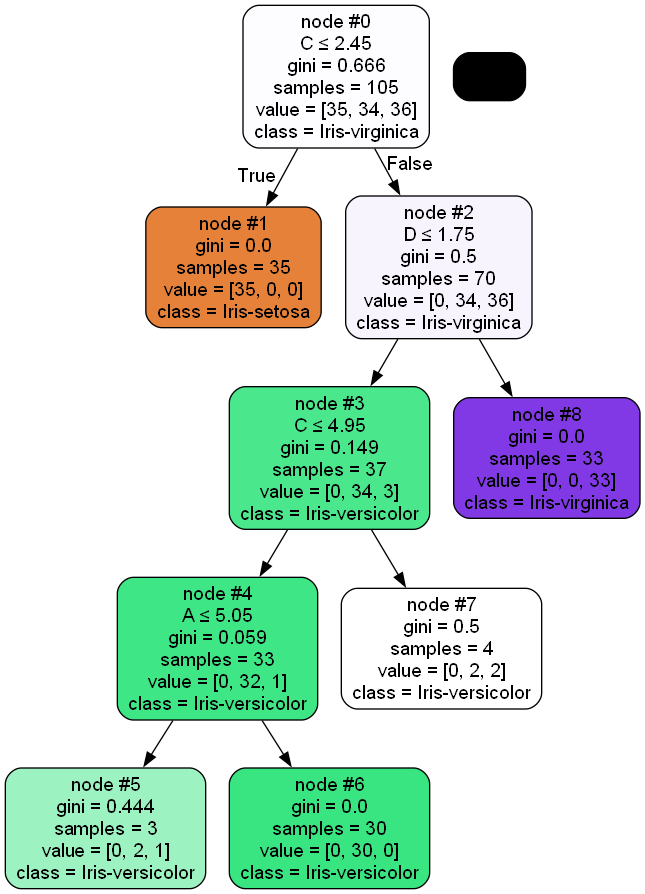 node #0
C ≤ 2.45
gini = 0.666
samples = 105
value = [35, 34, 36]
class = Iris-virginica
True
False
node #1
gini = 0.0
samples = 35
value = [35, 0, 0]
class = Iris-setosa
node #2
D ≤ 1.75
gini = 0.5
samples = 70
value = [0, 34, 36]
class = Iris-virginica
node #3
C ≤ 4.95
gini = 0.149
samples = 37
value = [0, 34, 3]
class = Iris-versicolor
node #8
gini = 0.0
samples = 33
value = [0, 0, 33]
class = Iris-virginica
node #4
A ≤ 5.05
gini = 0.059
samples = 33
value = [0, 32, 1]
class = Iris-versicolor
node #7
gini = 0.5
samples = 4
value = [0, 2, 2]
class = Iris-versicolor
node #5
gini = 0.444
samples = 3
value = [0, 2, 1]
class = Iris-versicolor
node #6
gini = 0.0
samples = 30
value = [0, 30, 0]
class = Iris-versicolor